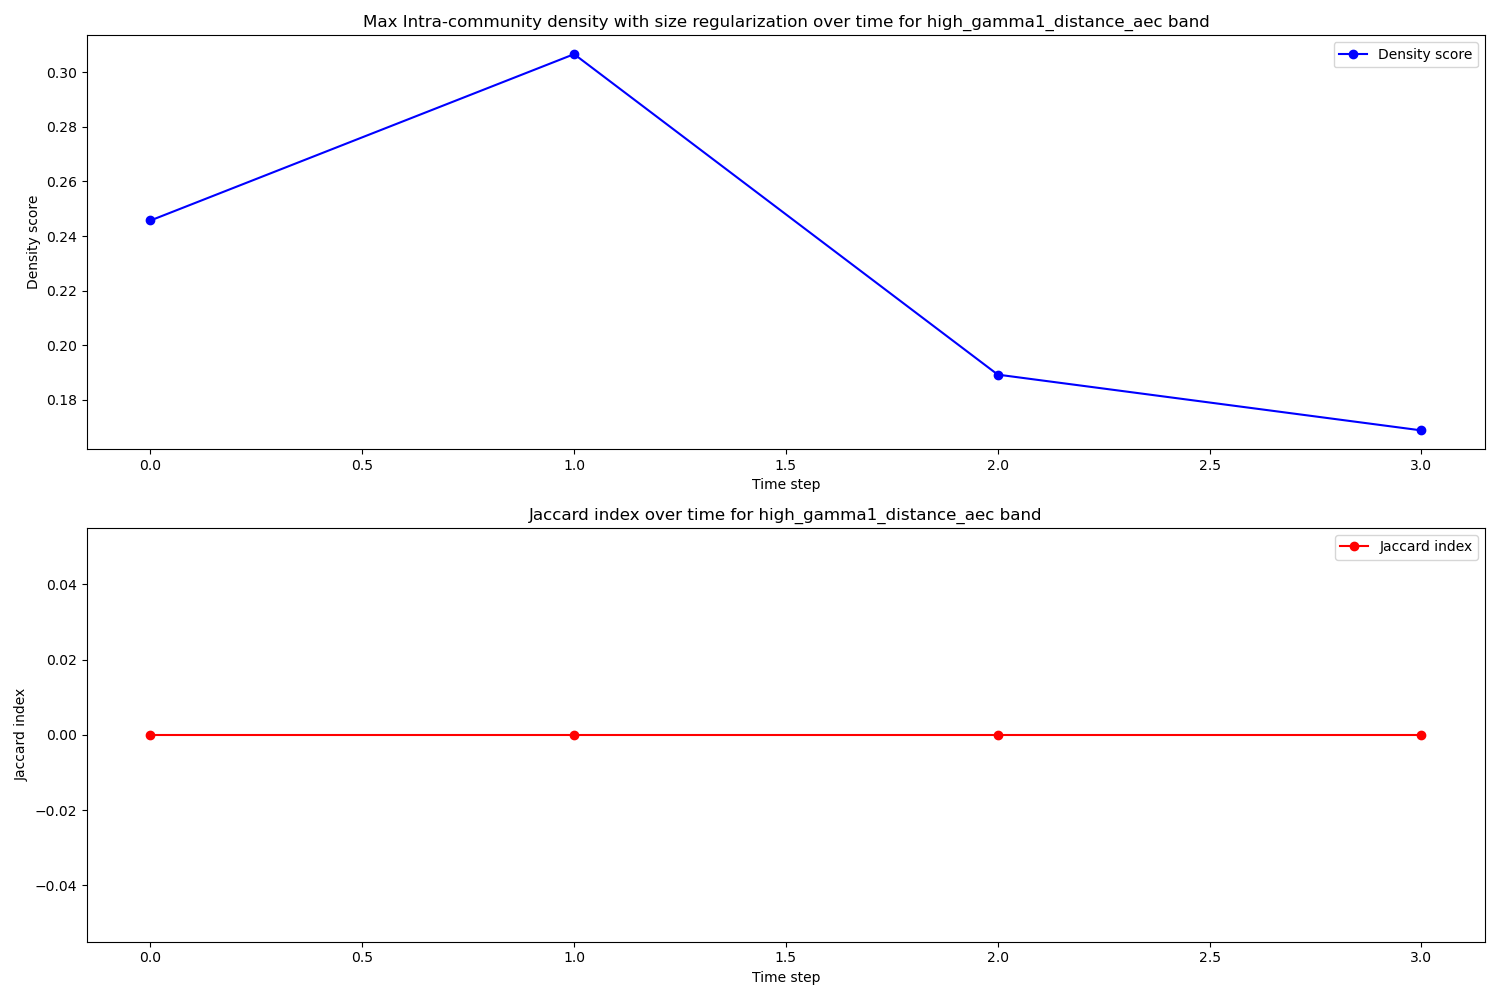 Max Intra-community density with size regularization over time for high_gamma1_distance_aec band
Density score
0.30
0.28
0.26
0.24
0.22
0.20
0.18
Density score
0.0 0.5 1.0 1.5 2.0 2.5 3.0
Time step
Jaccard index over time for high_gamma1_distance_aec band
Jaccard index
0.04
0.02
0.00
−0.02
−0.04
Jaccard index
0.0 0.5 1.0 1.5 2.0 2.5 3.0
Time step